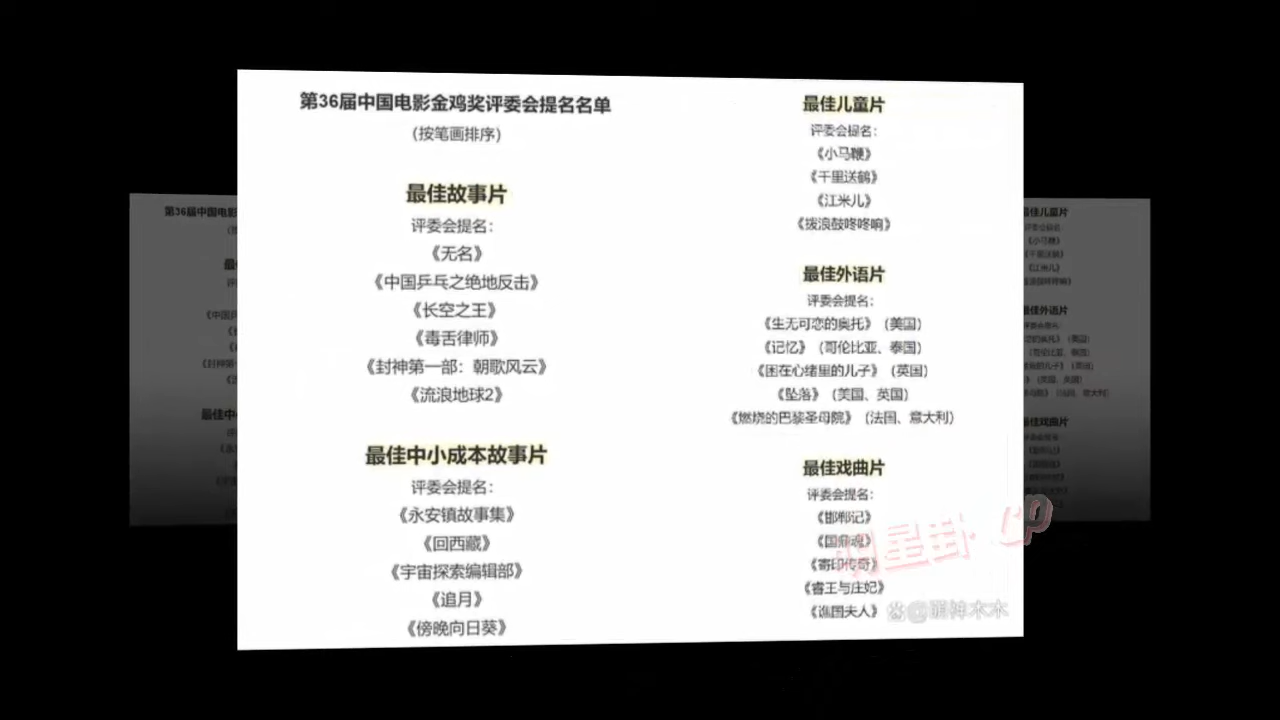 第36届中国电影金鸡奖评委会提名名单
（按笔画排序）
最佳故事片
评委会提名：
《无名》
《中国乒乓之绝地反击》
《长空之王》
《毒舌律师》
《封神第一部：朝歌风云》
《流浪地球2》
最佳中小成本故事片
评委会提名：
《永安镇故事集》
《回西藏》
《宇宙探索编辑部》
《追月》
《傍晚向日葵》
最佳儿童片
评委会提名：
《小马鞭》
《千里送鹤》
《江米儿》
《拨浪鼓咚咚响》
最佳外语片
评委会提名：
《生无可恋的奥托》（美国）
《记忆》（哥伦比亚、泰国）
《困在心绪里的儿子》（英国）
《坠落》（美国、英国）
《燃烧的巴黎圣母院》（法国、意大利）
最佳戏曲片
评委会提名：
《邯郸记》
《国鼎魂》
《寄印传奇》
《睿王与庄妃》
《谯国夫人》
明星卦 CP
@萌神木木